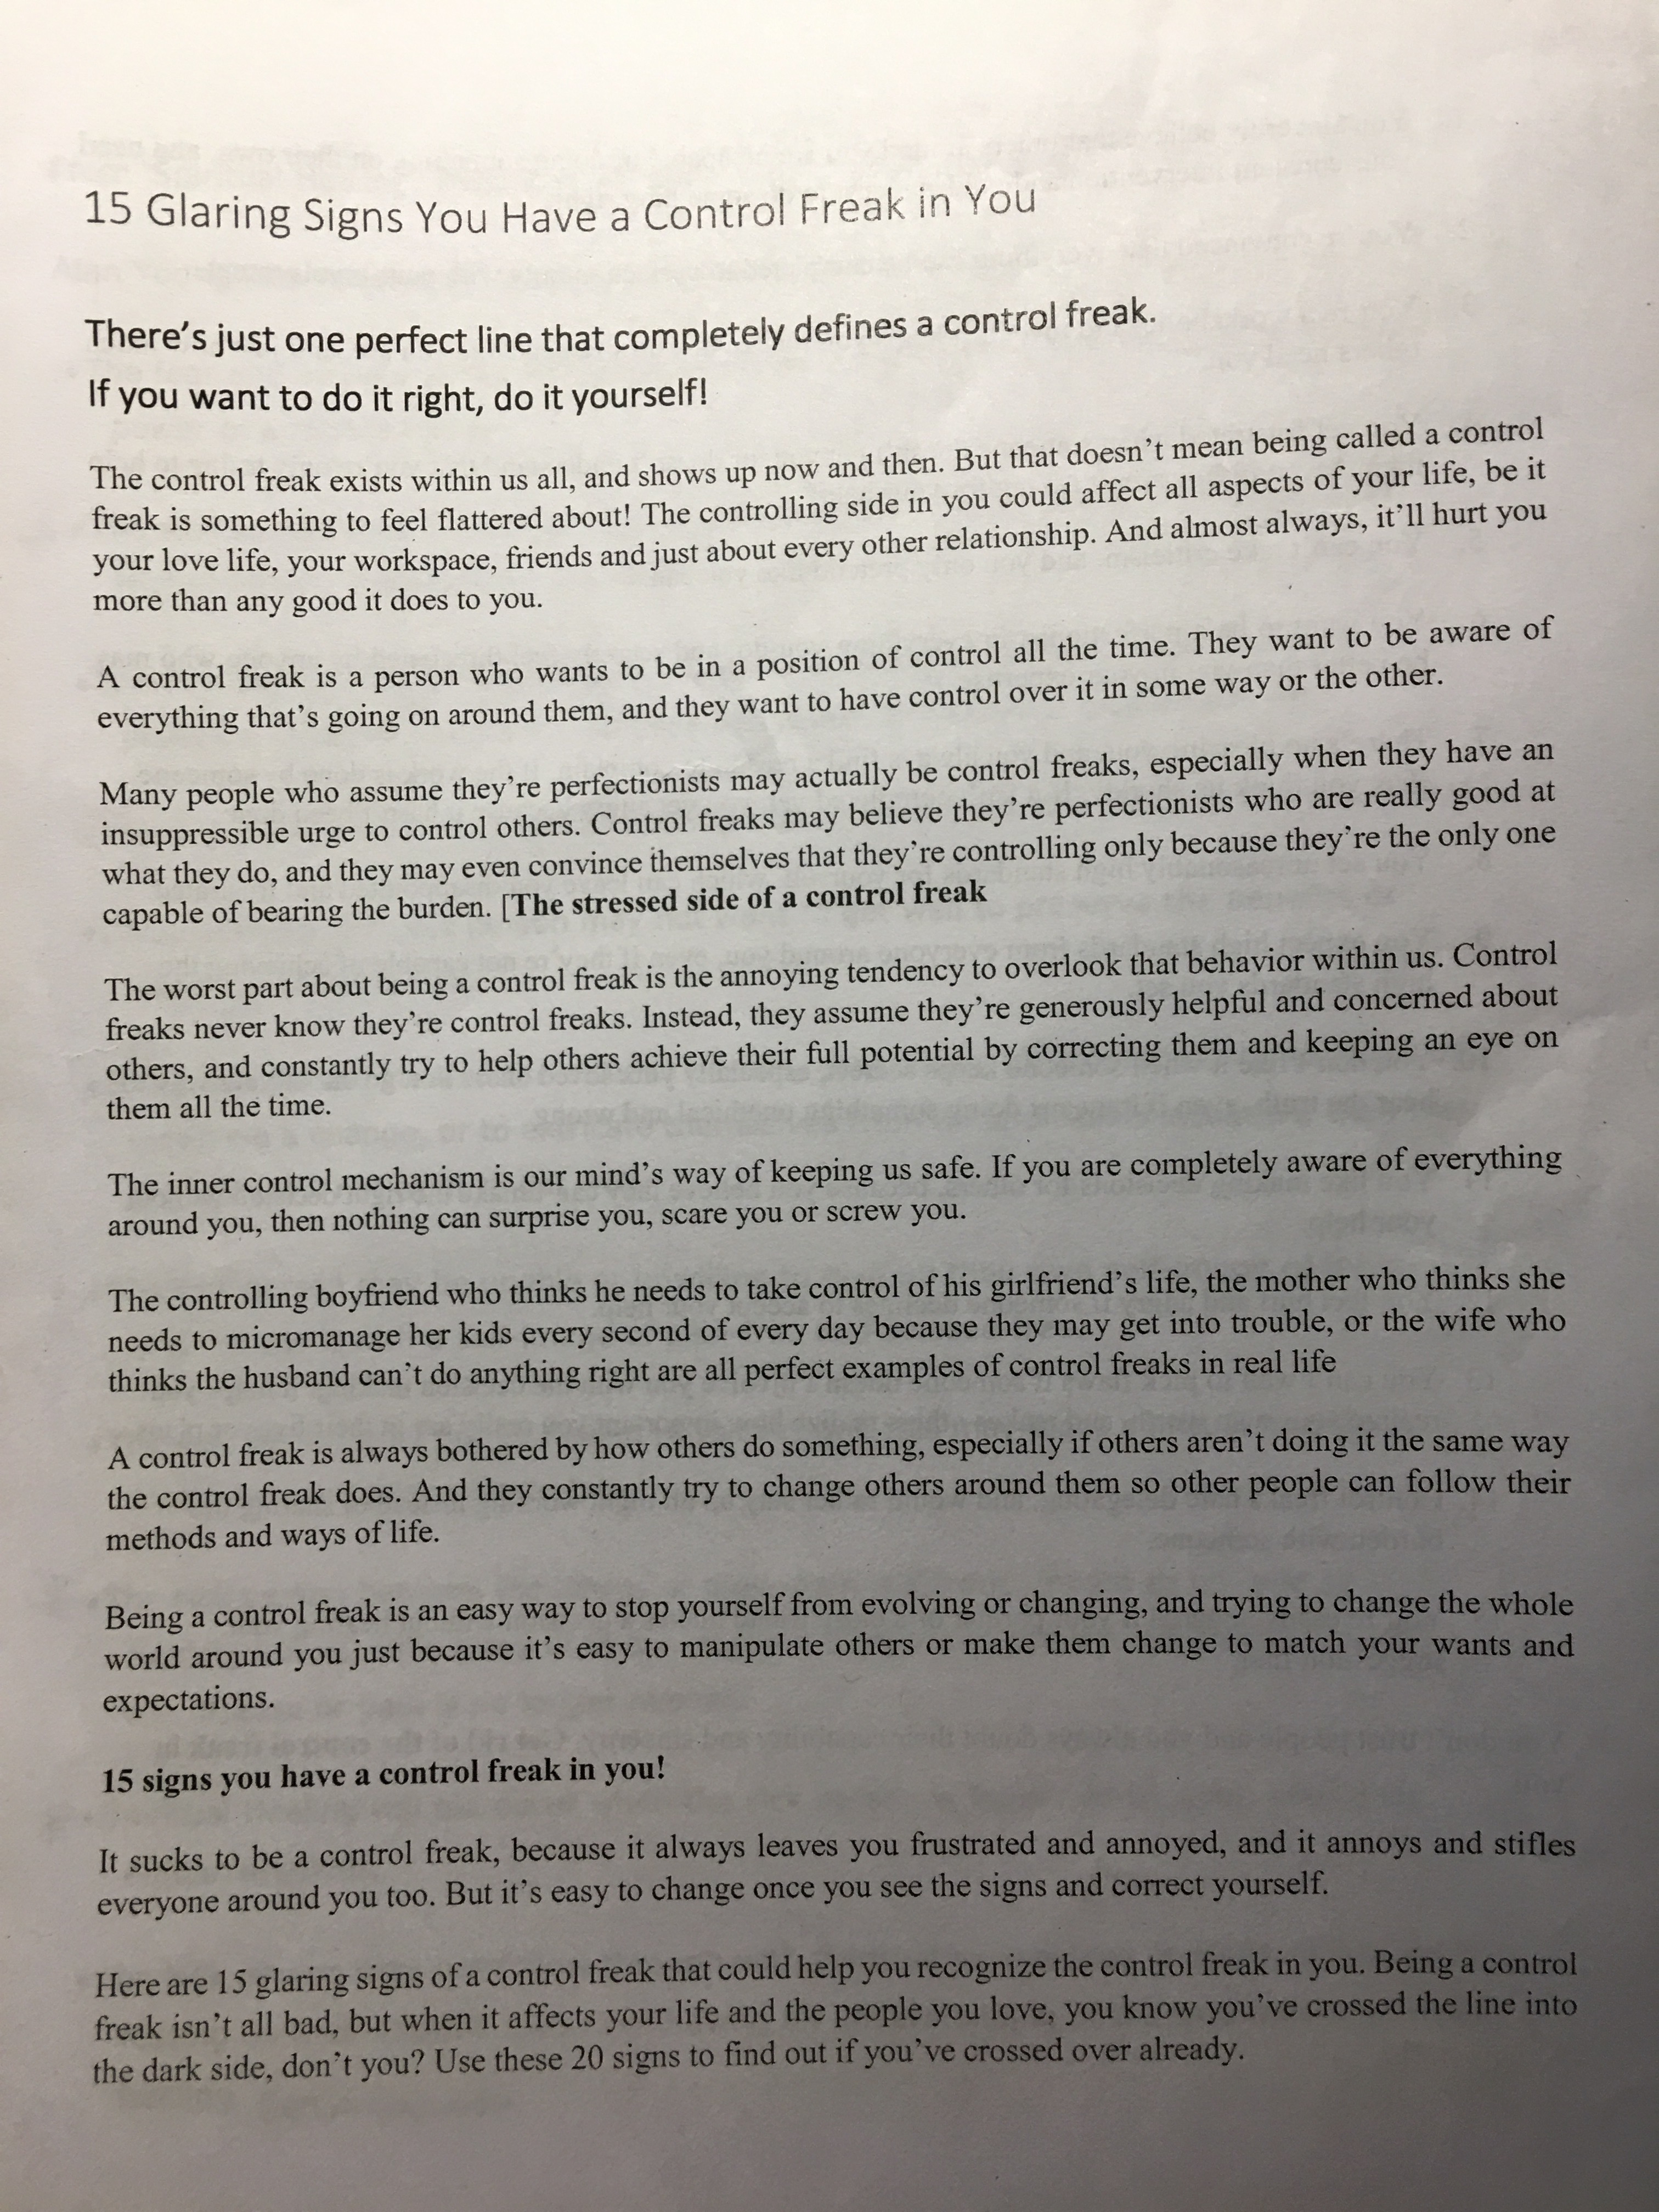 15 Glaring Signs You Have a Control Freak in You
There's just one perfect line that completely defines a control freak.
If you want to do it right, do it yourself!
The control freak exists within us all, and shows up now and then. But that doesn't mean being called a control
freak is something to feel flattered about! The controlling side in you could affect all aspects of your life, be it
your love life, your workspace, friends and just about every other relationship. And almost always, it'll hurt you
more than any good it does to you.
A control freak is a person who wants to be in a position of control all the time. They want to be aware of
everything that's going on around them, and they want to have control over it in some way or the other.
Many people who assume they're perfectionists may actually be control freaks, especially when they have an
insuppressible urge to control others. Control freaks may believe they're perfectionists who are really good at
what they do, and they may even convince themselves that they're controlling only because they're the only one
capable of bearing the burden. [The stressed side of a control freak
The worst part about being a control freak is the annoying tendency to overlook that behavior within us. Control
freaks never know they're control freaks. Instead, they assume they're generously helpful and concerned about
others, and constantly try to help others achieve their full potential by correcting them and keeping an eye on
them all the time.
The inner control mechanism is our mind's way of keeping us safe. If you are completely aware of everything
around you, then nothing can surprise you, scare you or screw you.
The controlling boyfriend who thinks he needs to take control of his girlfriend's life, the mother who thinks she
needs to micromanage her kids every second of every day because they may get into trouble, or the wife who
thinks the husband can't do anything right are all perfect examples of control freaks in real life
A control freak is always bothered by how others do something, especially if others aren't doing it the same way
the control freak does. And they constantly try to change others around them so other people can follow their
methods and ways of life.
Being a control freak is an easy way to stop yourself from evolving or changing, and trying to change the whole
world around you just because it's easy to manipulate others or make them change to match your wants and
expectations.
15 signs you have a control freak in you!
It sucks to be a control freak, because it always leaves you frustrated and annoyed, and it annoys and stifles
everyone around you too. But it's easy to change once you see the signs and correct yourself.
Here are 15 glaring signs of a control freak that could help you recognize the control freak in you. Being a control
freak isn't all bad, but when it affects your life and the people you love, you know you've crossed the line into
the dark side, don't you? Use these 20 signs to find out if you've crossed over already.